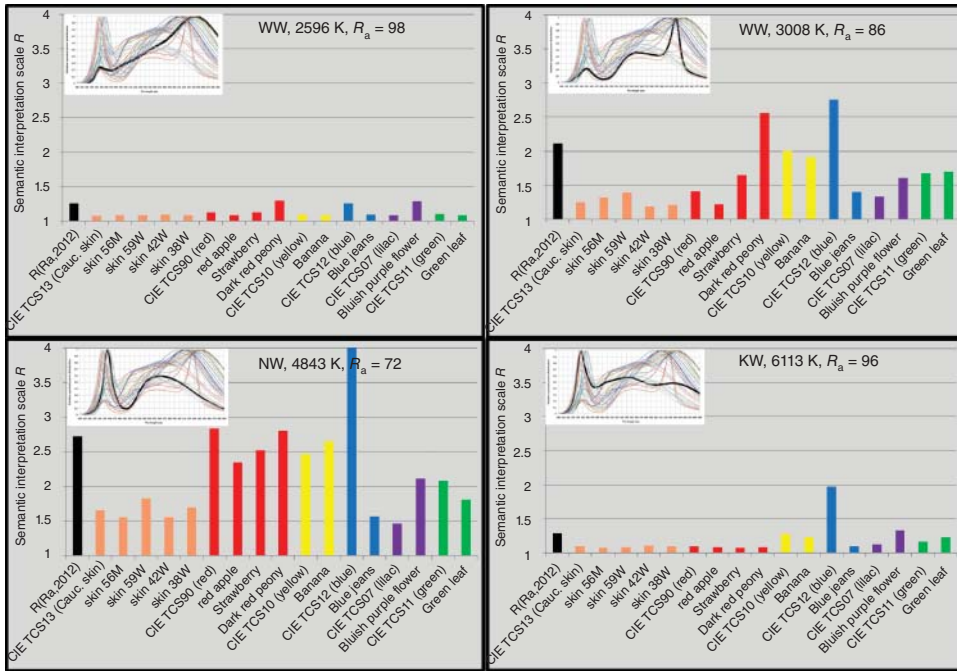 WW, 2596 K, Ra = 98
Semantic interpretation scale R
4
3.5
3
2.5
2
1.5
1
R(Ra,2012)
CIE TCS13 (Cauc. skin)
skin 56M
skin 59W
skin 42W
skin 38W
CIE TCS90 (red)
red apple
Strawberry
Dark red peony
CIE TCS10 (yellow)
Banana
CIE TCS12 (blue)
Blue jeans
CIE TCS07 (lilac)
Bluish purple flower
CIE TCS11 (green)
Green leaf
WW, 3008 K, Ra = 86
Semantic interpretation scale R
4
3.5
3
2.5
2
1.5
1
R(Ra,2012)
CIE TCS13 (Cauc. skin)
skin 56M
skin 59W
skin 42W
skin 38W
CIE TCS90 (red)
red apple
Strawberry
Dark red peony
CIE TCS10 (yellow)
Banana
CIE TCS12 (blue)
Blue jeans
CIE TCS07 (lilac)
Bluish purple flower
CIE TCS11 (green)
Green leaf
NW, 4843 K, Ra = 72
Semantic interpretation scale R
4
3.5
3
2.5
2
1.5
1
R(Ra,2012)
CIE TCS13 (Cauc. skin)
skin 56M
skin 59W
skin 42W
skin 38W
CIE TCS90 (red)
red apple
Strawberry
Dark red peony
CIE TCS10 (yellow)
Banana
CIE TCS12 (blue)
Blue jeans
CIE TCS07 (lilac)
Bluish purple flower
CIE TCS11 (green)
Green leaf
KW, 6113 K, Ra = 96
Semantic interpretation scale R
4
3.5
3
2.5
2
1.5
1
R(Ra,2012)
CIE TCS13 (Cauc. skin)
skin 56M
skin 59W
skin 42W
skin 38W
CIE TCS90 (red)
red apple
Strawberry
Dark red peony
CIE TCS10 (yellow)
Banana
CIE TCS12 (blue)
Blue jeans
CIE TCS07 (lilac)
Bluish purple flower
CIE TCS11 (green)
Green leaf